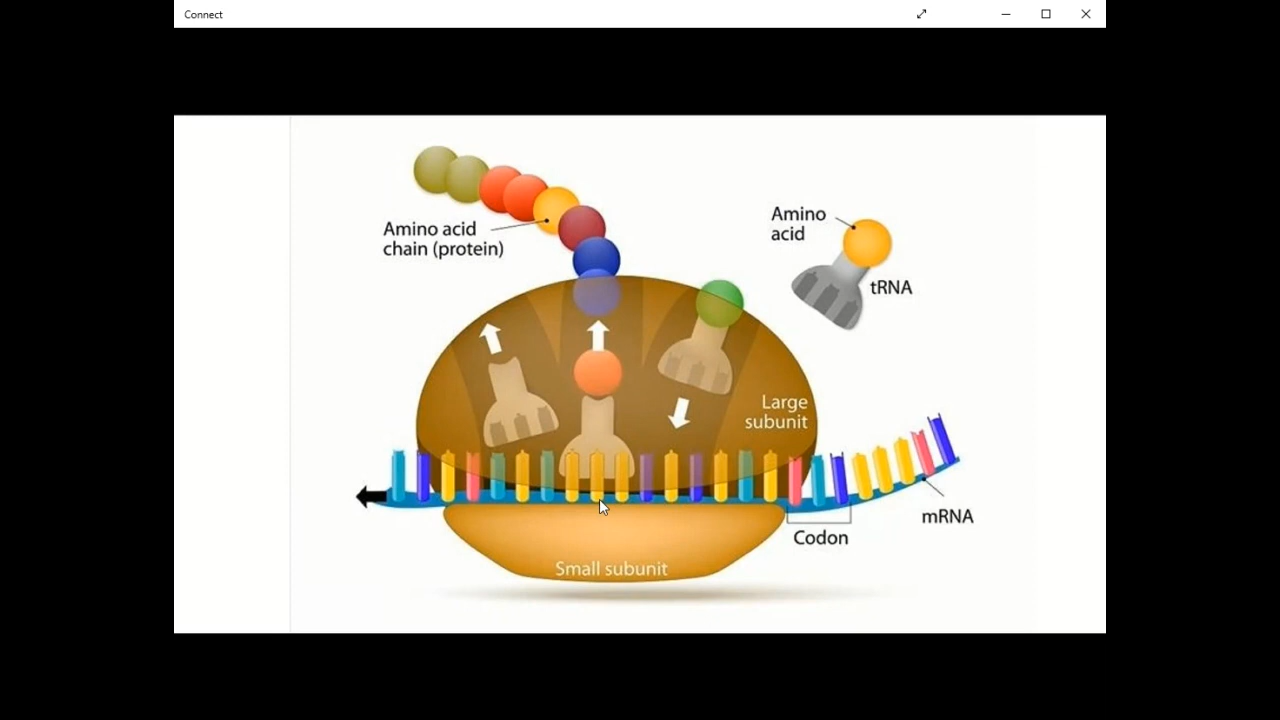 Connect
Amino acid
chain (protein)
Amino
acid
tRNA
Large
subunit
mRNA
Codon
Small subunit